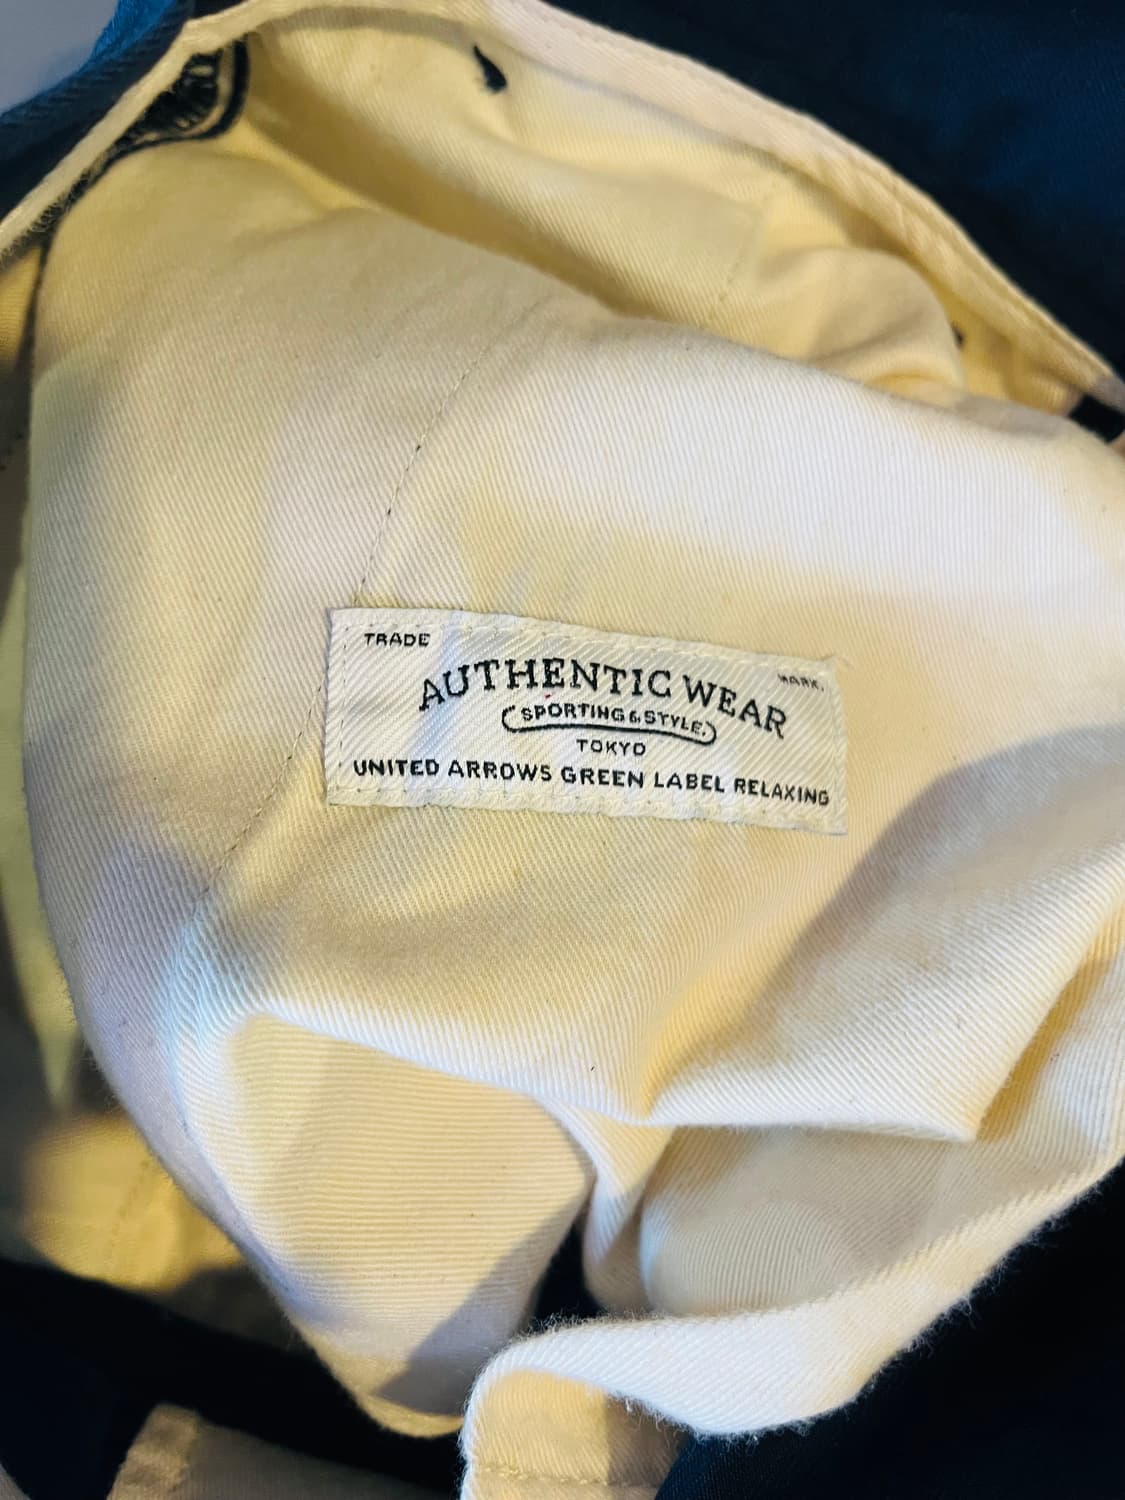 TRADE MARK.
AUTHENTIC WEAR
SPORTING & STYLE.
TOKYO
UNITED ARROWS GREEN LABEL RELAXING